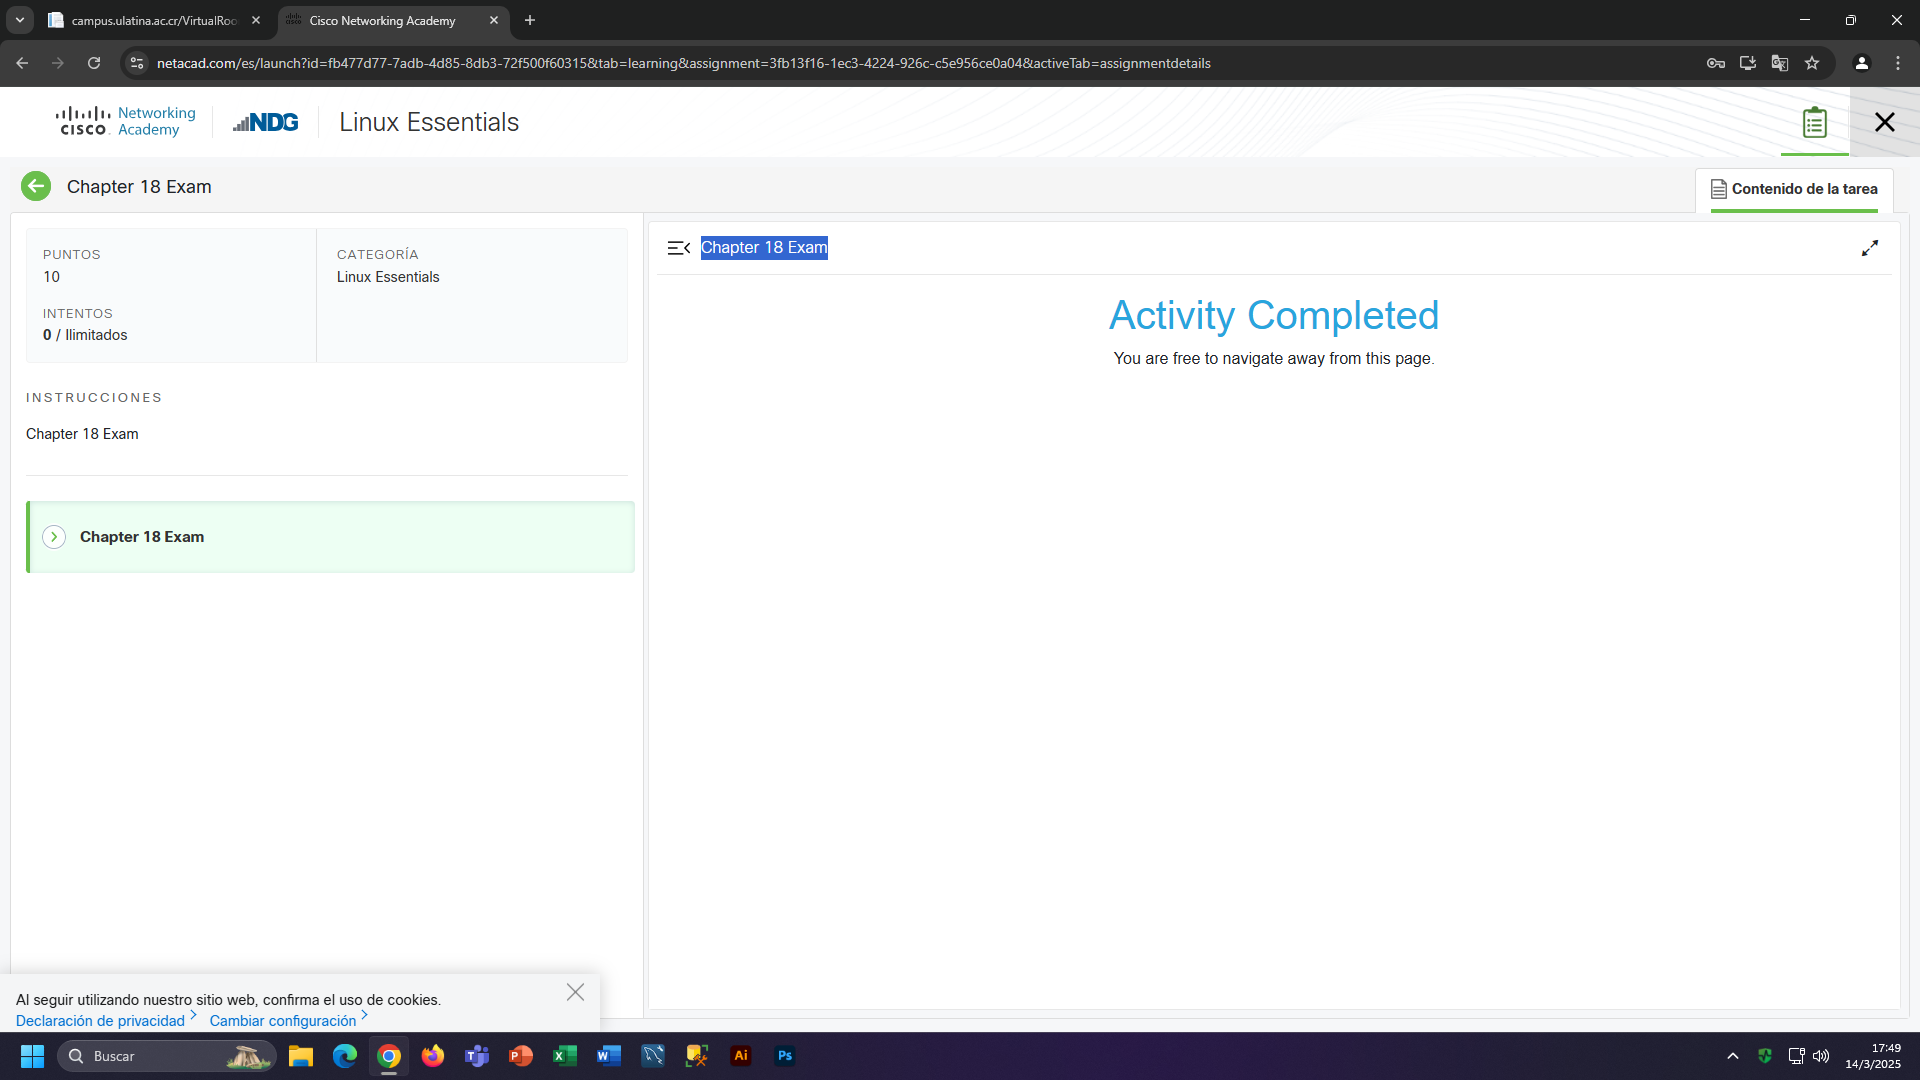 campus.ulatina.ac.cr/VirtualRoo
Cisco Networking Academy
netacad.com/es/launch?id=fb477d77-7adb-4d85-8db3-72f500f60315&tab=learning&assignment=3fb13f16-1ec3-4224-926c-c5e956ce0a04&activeTab=assignmentdetails
cisco Networking Academy
NDG
Linux Essentials
Chapter 18 Exam
Contenido de la tarea
PUNTOS
10
CATEGORÍA
Linux Essentials
INTENTOS
0 / Ilimitados
INSTRUCCIONES
Chapter 18 Exam
Chapter 18 Exam
Chapter 18 Exam
Activity Completed
You are free to navigate away from this page.
Al seguir utilizando nuestro sitio web, confirma el uso de cookies.
Declaración de privacidad
Cambiar configuración
Buscar
Ai
Ps
17:49
14/3/2025